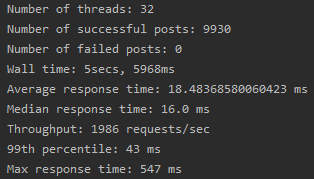 Number of threads: 32
Number of successful posts: 9930
Number of failed posts: 0
Wall time: 5secs, 5968ms
Average response time: 18.48368580060423 ms
Median response time: 16.0 ms
Throughput: 1986 requests/sec
99th percentile: 43 ms
Max response time: 547 ms